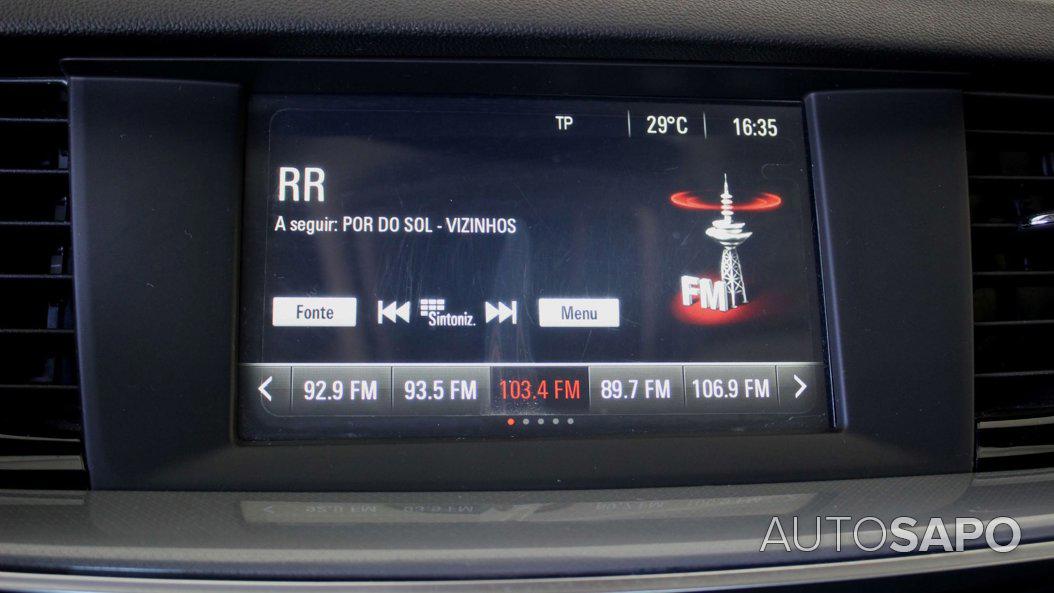 TP 29°C 16:35
RR
A seguir: POR DO SOL - VIZINHOS
FM
Fonte Sintoniz. Menu
92.9 FM 93.5 FM 103.4 FM 89.7 FM 106.9 FM
AUTOSAPO